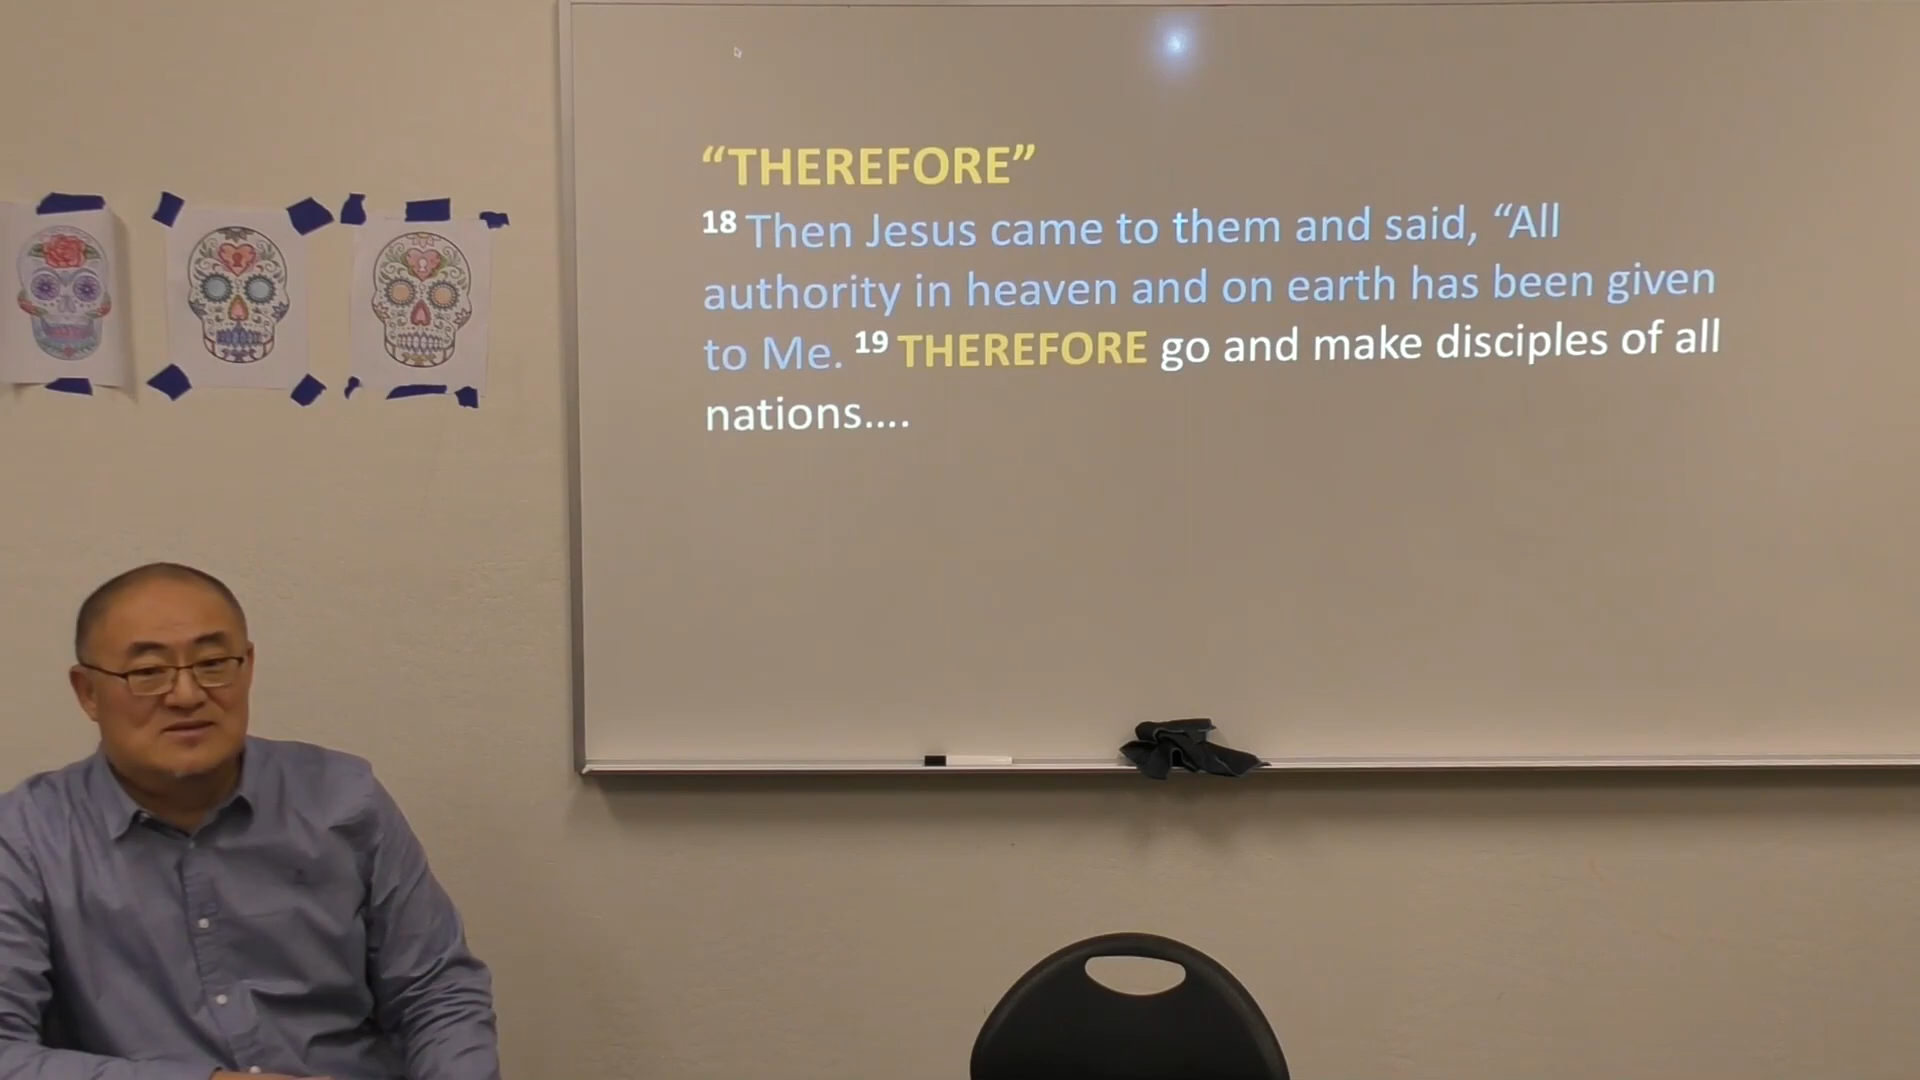 “THEREFORE”
18 Then Jesus came to them and said, “All
authority in heaven and on earth has been given
to Me. 19 THEREFORE go and make disciples of all
nations....